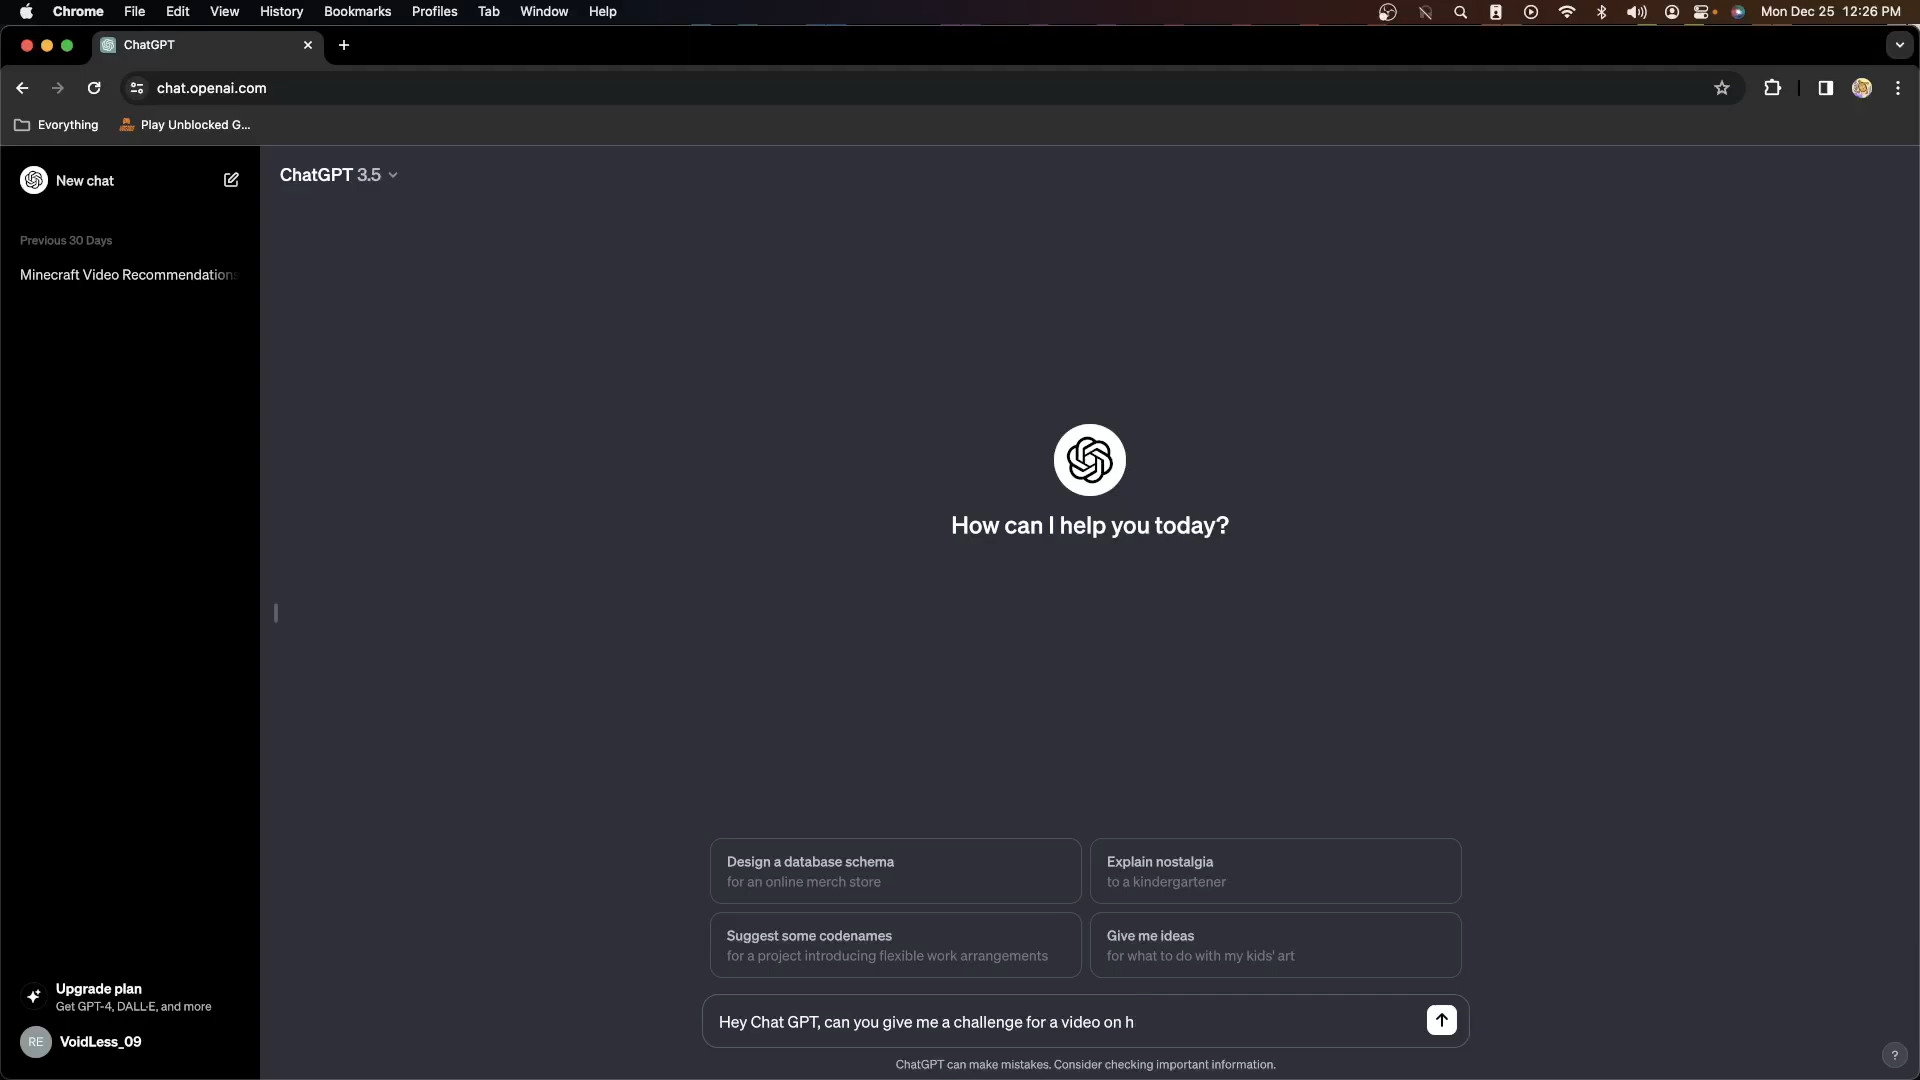 Chrome File Edit View History Bookmarks Profiles Tab Window Help Mon Dec 25 12:26 PM
ChatGPT
chat.openai.com
Evorything Play Unblocked G...
New chat
ChatGPT 3.5
Previous 30 Days
Minecraft Video Recommendations
How can I help you today?
Design a database schema
for an online merch store
Explain nostalgia
to a kindergartener
Suggest some codenames
for a project introducing flexible work arrangements
Give me ideas
for what to do with my kids' art
Upgrade plan
Get GPT-4, DALL·E, and more
RE VoidLess_09
Hey Chat GPT, can you give me a challenge for a video on h
ChatGPT can make mistakes. Consider checking important information.
?